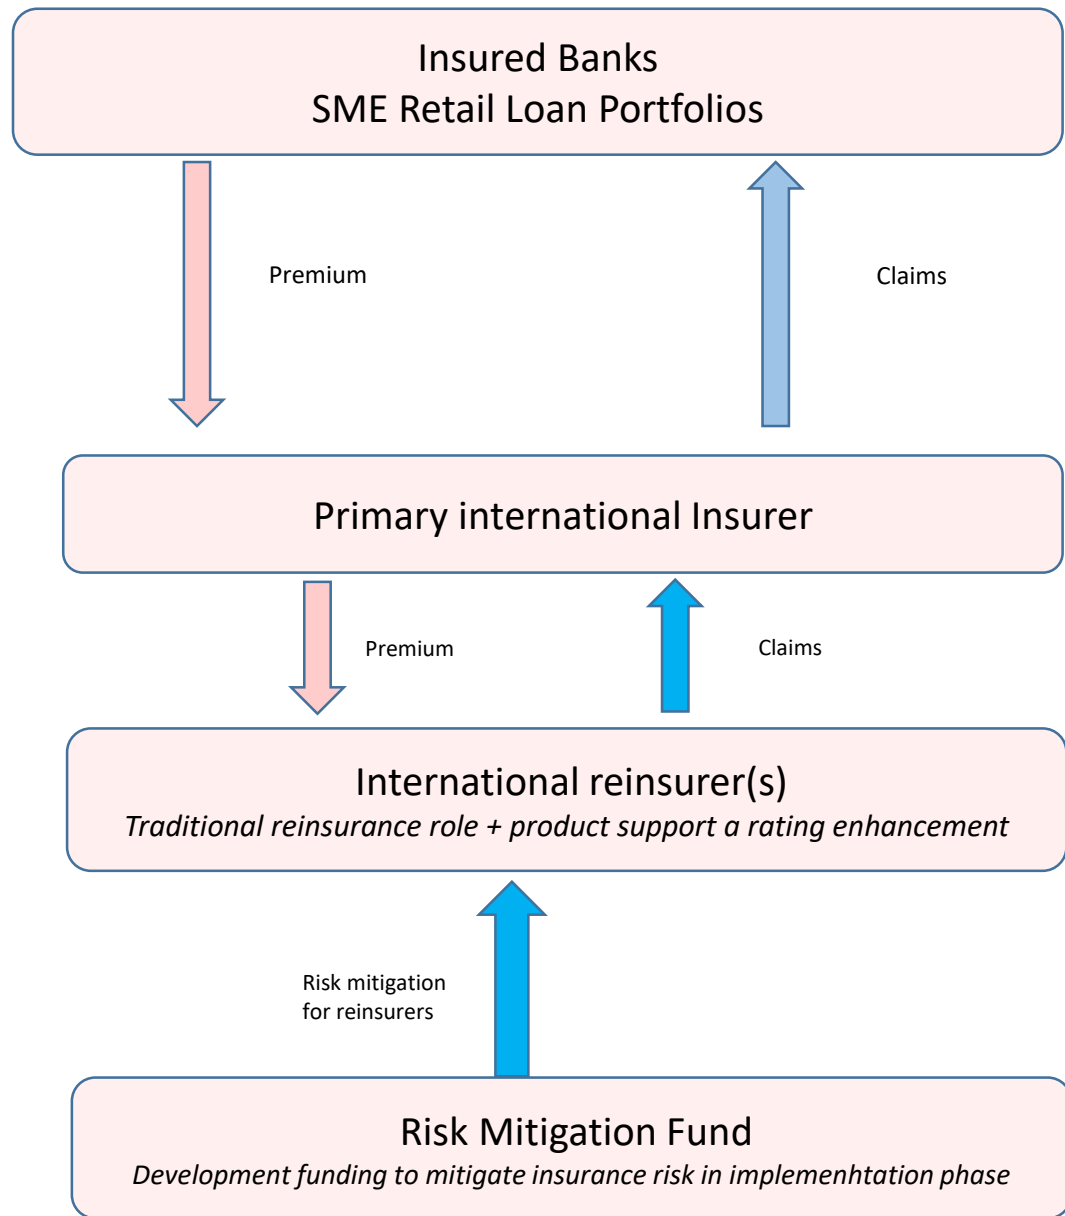 Insured Banks
SME Retail Loan Portfolios
Premium
Claims
Primary international Insurer
Premium
Claims
International reinsurer(s)
Traditional reinsurance role + product support a rating enhancement
Risk mitigation
for reinsurers
Risk Mitigation Fund
Development funding to mitigate insurance risk in implemenhtation phase